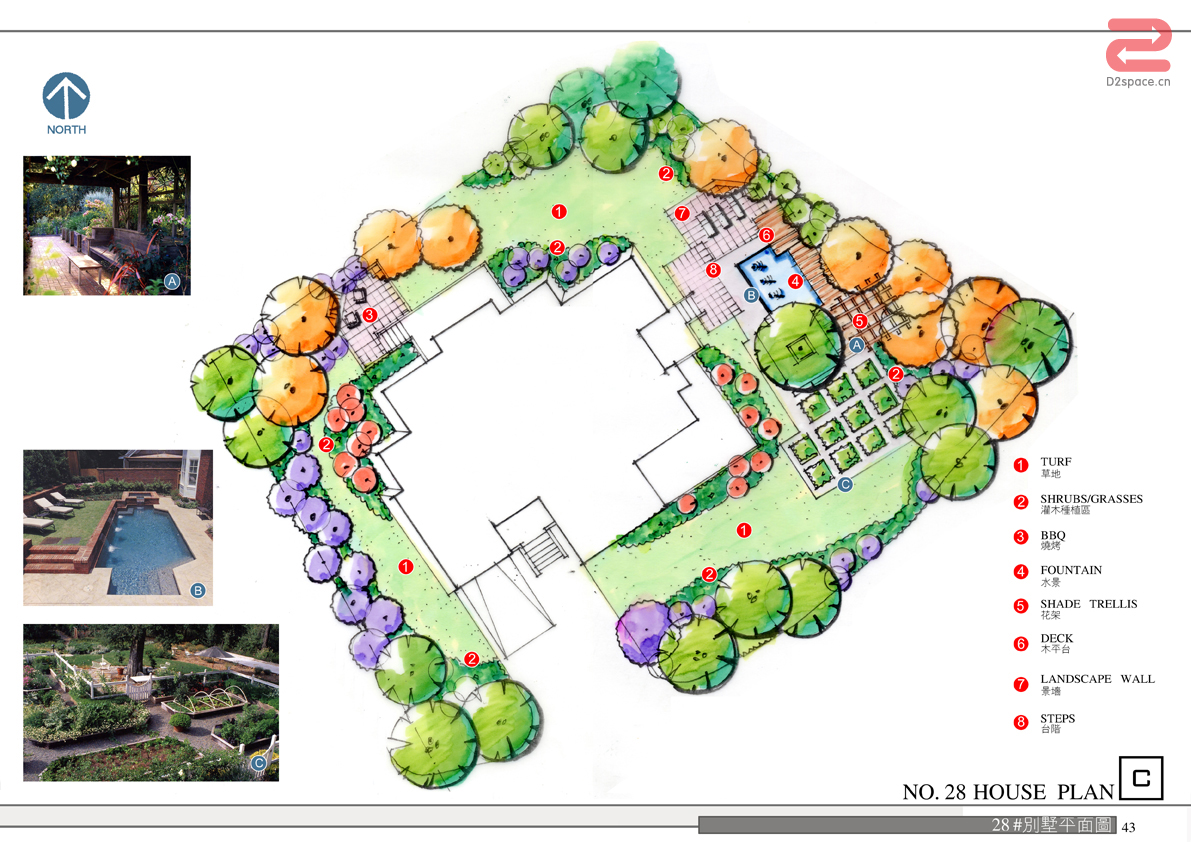 D2space.cn
NORTH
A
B
C
1
2
7
6
8
4
B
5
A
2
2
3
2
C
1
1
2
2
1 TURF
草地
2 SHRUBS/GRASSES
灌木種植區
3 BBQ
燒烤
4 FOUNTAIN
水景
5 SHADE TRELLIS
花架
6 DECK
木平台
7 LANDSCAPE WALL
景墻
8 STEPS
台階
NO. 28 HOUSE PLAN C
28#別墅平面圖 43